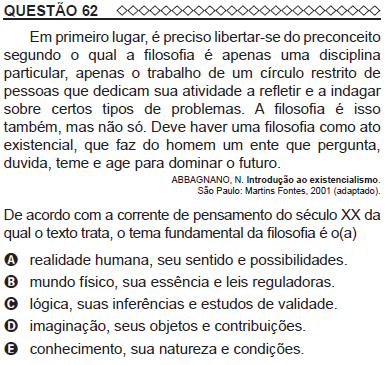 QUESTÃO 62
Em primeiro lugar, é preciso libertar-se do preconceito
segundo o qual a filosofia é apenas uma disciplina
particular, apenas o trabalho de um círculo restrito de
pessoas que dedicam sua atividade a refletir e a indagar
sobre certos tipos de problemas. A filosofia é isso
também, mas não só. Deve haver uma filosofia como ato
existencial, que faz do homem um ente que pergunta,
duvida, teme e age para dominar o futuro.
ABBAGNANO, N. Introdução ao existencialismo.
São Paulo: Martins Fontes, 2001 (adaptado).
De acordo com a corrente de pensamento do século XX da
qual o texto trata, o tema fundamental da filosofia é o(a)
A realidade humana, seu sentido e possibilidades.
B mundo físico, sua essência e leis reguladoras.
C lógica, suas inferências e estudos de validade.
D imaginação, seus objetos e contribuições.
E conhecimento, sua natureza e condições.